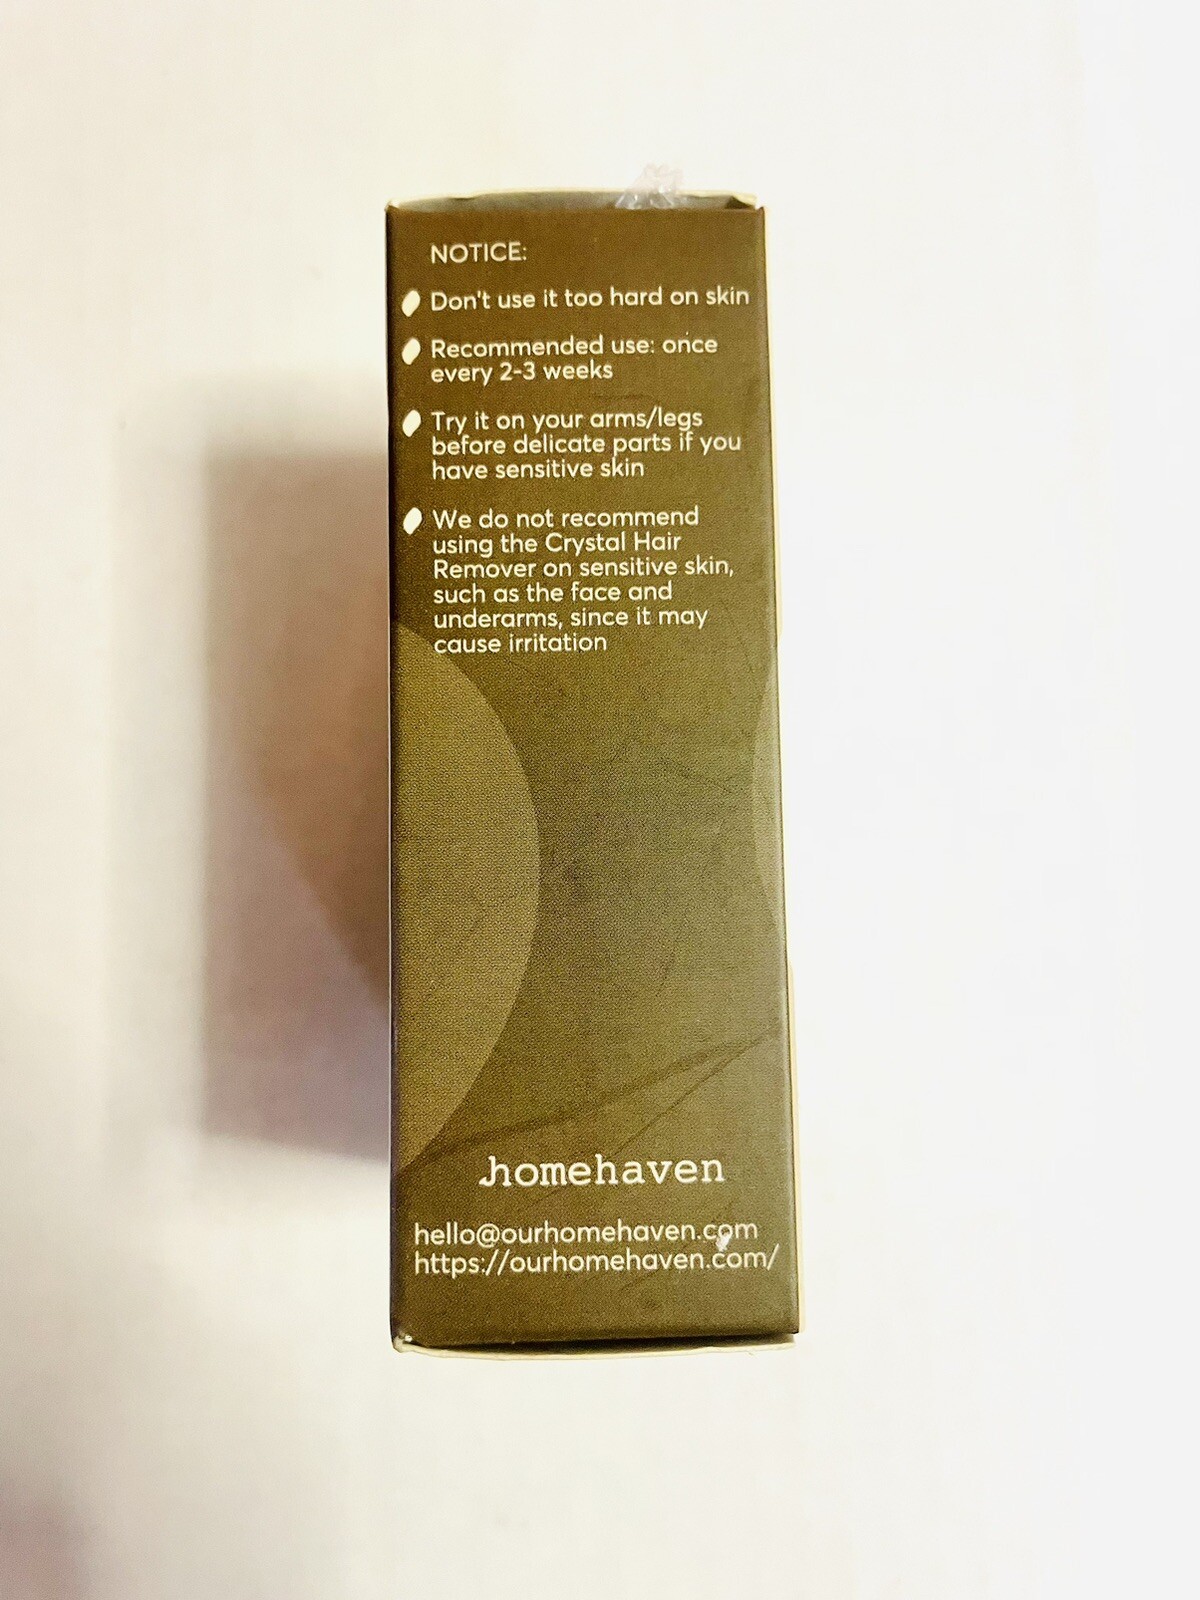 NOTICE:
Don't use it too hard on skin
Recommended use: once
every 2-3 weeks
Try it on your arms/legs
before delicate parts if you
have sensitive skin
We do not recommend
using the Crystal Hair
Remover on sensitive skin,
such as the face and
underarms, since it may
cause irritation
homehaven
hello@ourhomehaven.com
https://ourhomehaven.com/